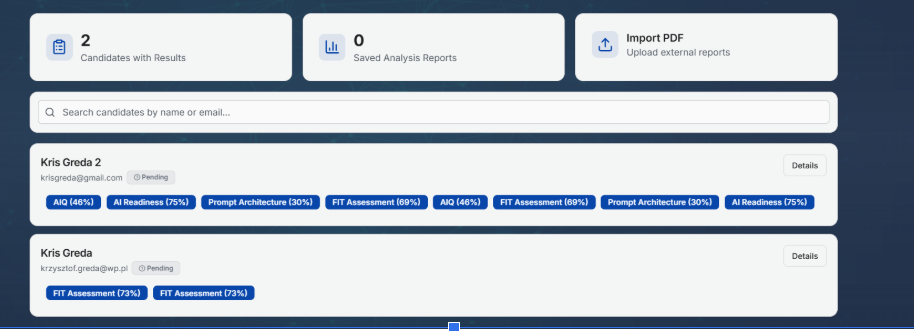 2
Candidates with Results
0
Saved Analysis Reports
Import PDF
Upload external reports
Search candidates by name or email...
Kris Greda 2
krisgreda@gmail.com Pending
Details
AIQ (46%) AI Readiness (75%) Prompt Architecture (30%) FIT Assessment (69%) AIQ (46%) FIT Assessment (69%) Prompt Architecture (30%) AI Readiness (75%)
Kris Greda
krzysztof.greda@wp.pl Pending
Details
FIT Assessment (73%) FIT Assessment (73%)